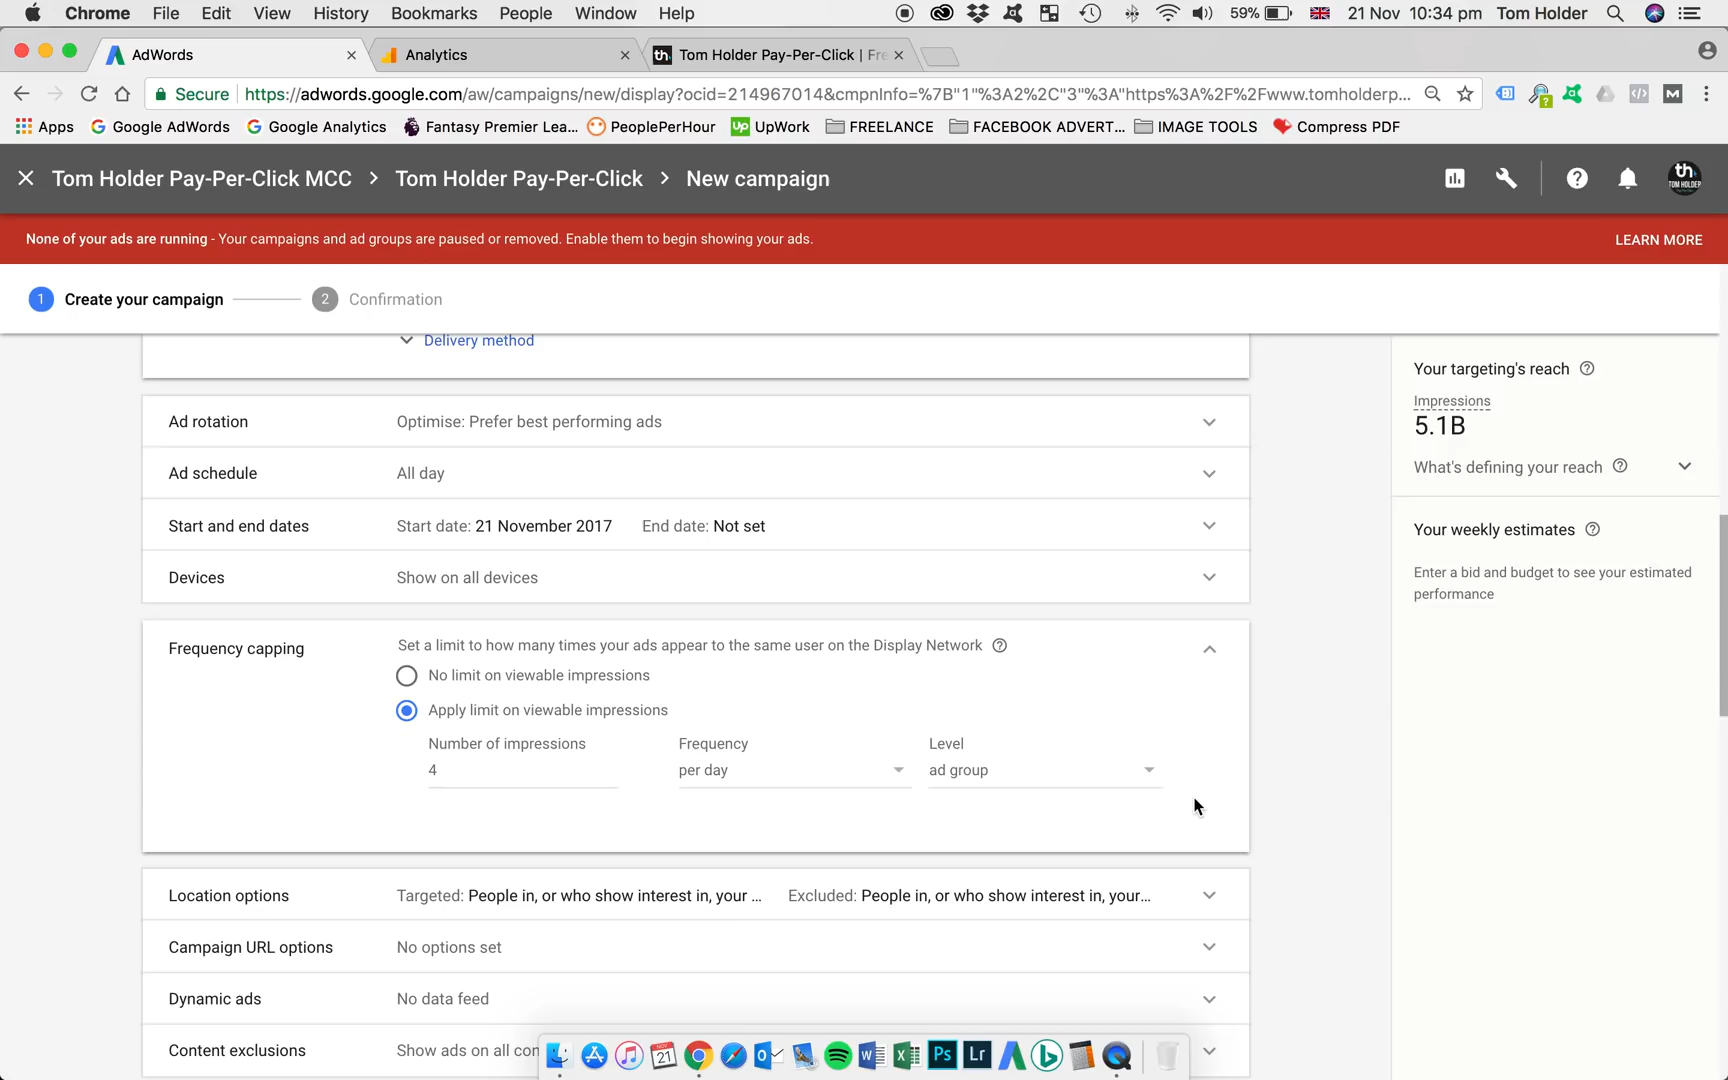 Chrome File Edit View History Bookmarks People Window Help 59% 21 Nov 10:34 pm Tom Holder
AdWords Analytics Tom Holder Pay-Per-Click | Fre
Secure https://adwords.google.com/aw/campaigns/new/display?ocid=214967014&cmpnInfo=%7B"1"%3A2%2C"3"%3A"https%3A%2F%2Fwww.tomholderp...
Apps Google AdWords Google Analytics Fantasy Premier Lea... PeoplePerHour Up UpWork FREELANCE FACEBOOK ADVERT... IMAGE TOOLS Compress PDF
Tom Holder Pay-Per-Click MCC > Tom Holder Pay-Per-Click > New campaign
None of your ads are running - Your campaigns and ad groups are paused or removed. Enable them to begin showing your ads. LEARN MORE
1 Create your campaign 2 Confirmation
Delivery method
Ad rotation Optimise: Prefer best performing ads
Ad schedule All day
Start and end dates Start date: 21 November 2017 End date: Not set
Devices Show on all devices
Frequency capping Set a limit to how many times your ads appear to the same user on the Display Network
No limit on viewable impressions
Apply limit on viewable impressions
Number of impressions Frequency Level
4 per day ad group
Location options Targeted: People in, or who show interest in, your ... Excluded: People in, or who show interest in, your...
Campaign URL options No options set
Dynamic ads No data feed
Content exclusions Show ads on all con
Your targeting's reach
Impressions
5.1B
What's defining your reach
Your weekly estimates
Enter a bid and budget to see your estimated
performance
NOV
21
Ps Lr
th
TOM HOLDER